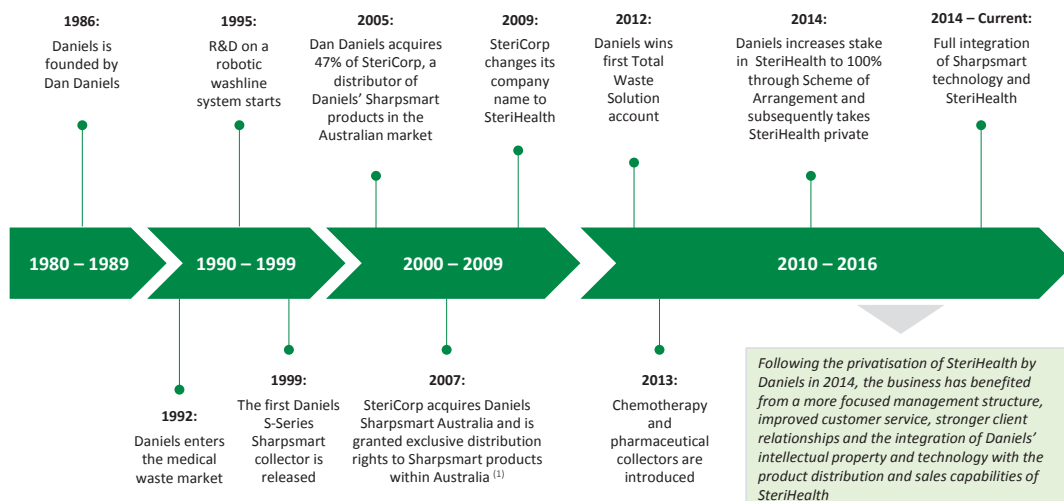 1986:
Daniels is
founded by
Dan Daniels
1995:
R&D on a
robotic
washline
system starts
2005:
Dan Daniels acquires
47% of SteriCorp, a
distributor of
Daniels' Sharpsmart
products in the
Australian market
2009:
SteriCorp
changes its
company
name to
SteriHealth
2012:
Daniels wins
first Total
Waste
Solution
account
2014:
Daniels increases stake
in SteriHealth to 100%
through Scheme of
Arrangement and
subsequently takes
SteriHealth private
2014 – Current:
Full integration
of Sharpsmart
technology and
SteriHealth
1980 – 1989
1990 – 1999
2000 – 2009
2010 – 2016
1992:
Daniels enters
the medical
waste market
1999:
The first Daniels
S-Series
Sharpsmart
collector is
released
2007:
SteriCorp acquires Daniels
Sharpsmart Australia and is
granted exclusive distribution
rights to Sharpsmart products
within Australia (1)
2013:
Chemotherapy
and
pharmaceutical
collectors are
introduced
Following the privatisation of SteriHealth by
Daniels in 2014, the business has benefited
from a more focused management structure,
improved customer service, stronger client
relationships and the integration of Daniels'
intellectual property and technology with the
product distribution and sales capabilities of
SteriHealth